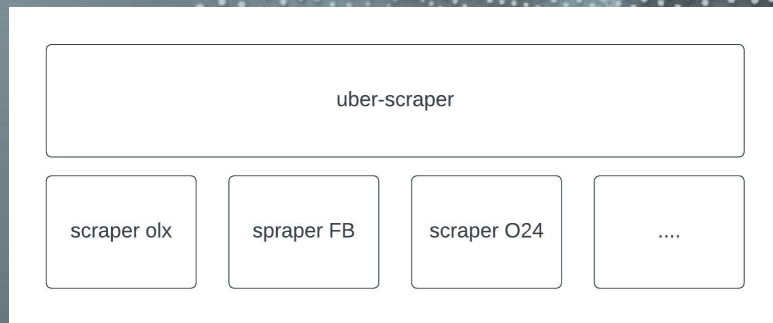 uber-scraper
scraper olx
spraper FB
scraper O24
....